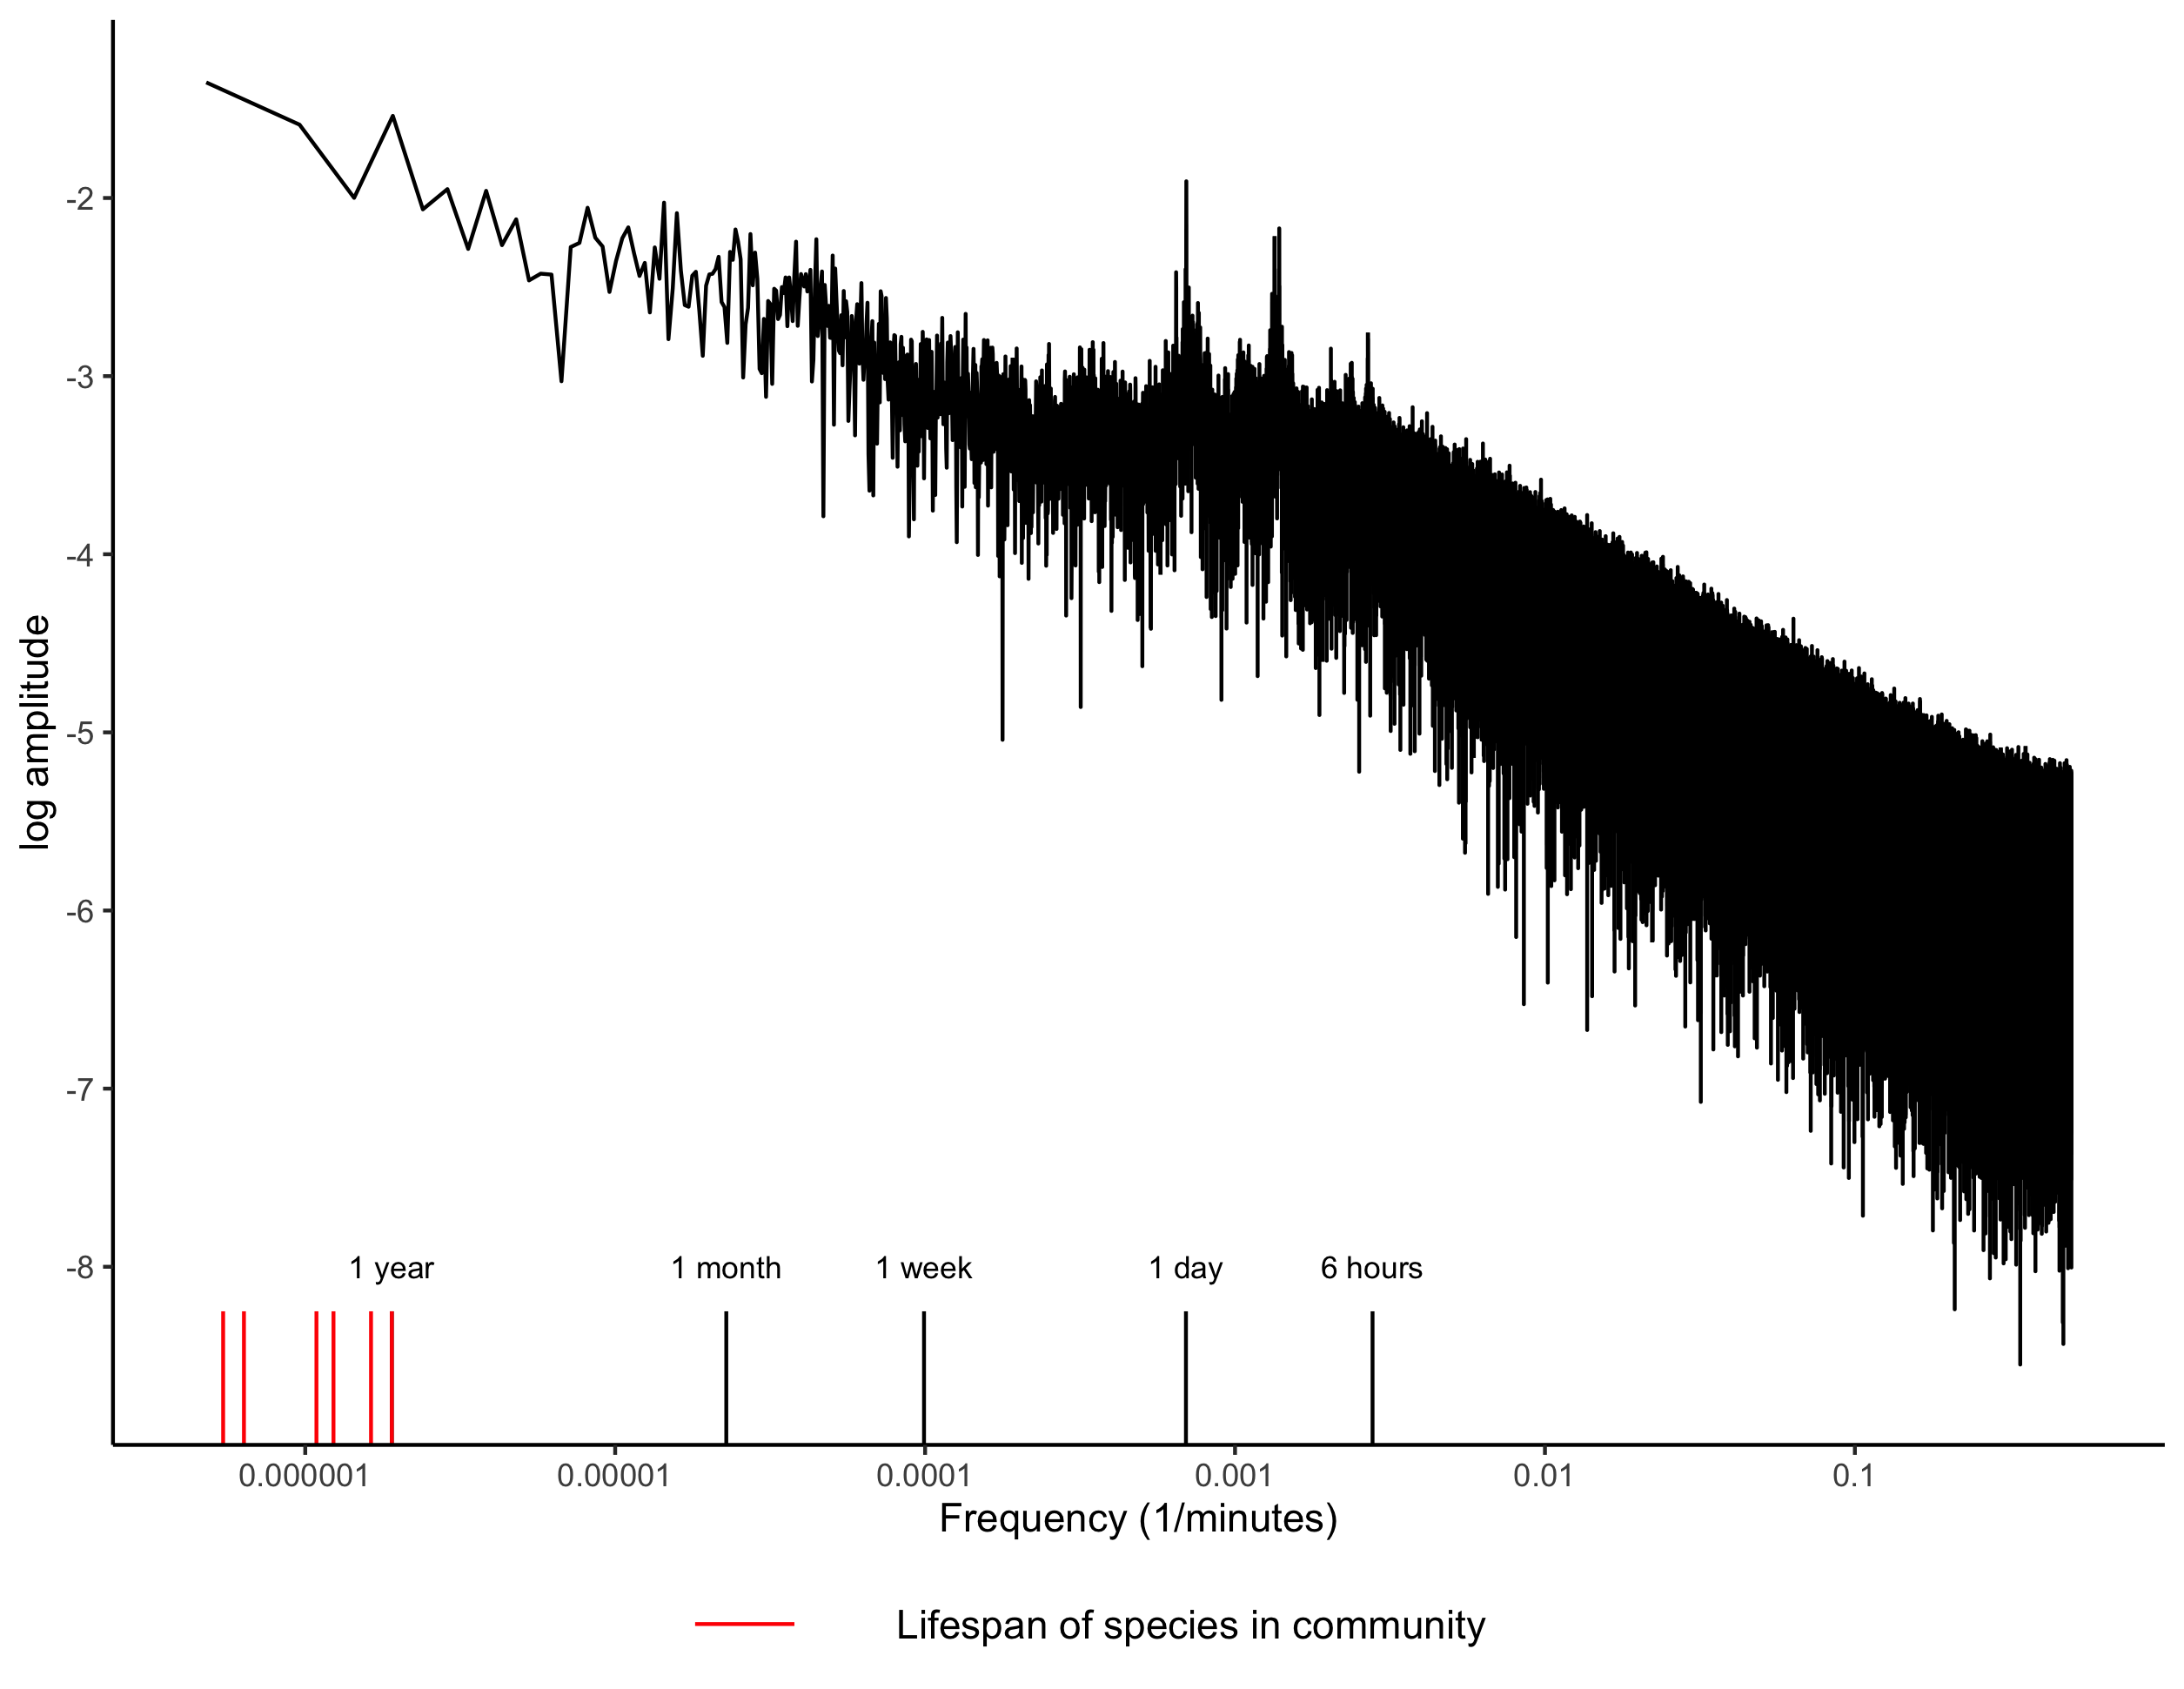 log amplitude
-2
-3
-4
-5
-6
-7
-8
1 year 1 month 1 week 1 day 6 hours
0.000001 0.00001 0.0001 0.001 0.01 0.1
Frequency (1/minutes)
Lifespan of species in community